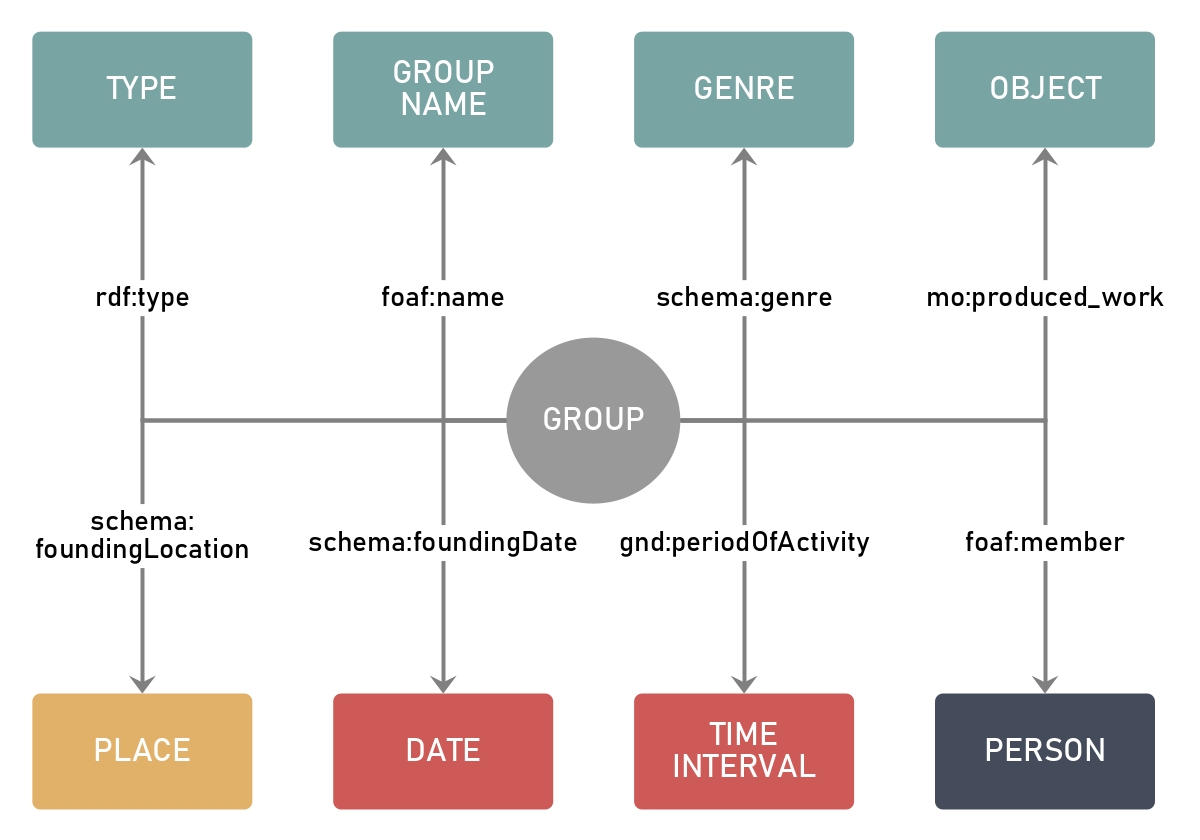 TYPE
GROUP
NAME
GENRE
OBJECT
rdf:type
foaf:name
schema:genre
mo:produced_work
GROUP
schema:
foundingLocation
schema:foundingDate
gnd:periodOfActivity
foaf:member
PLACE
DATE
TIME
INTERVAL
PERSON